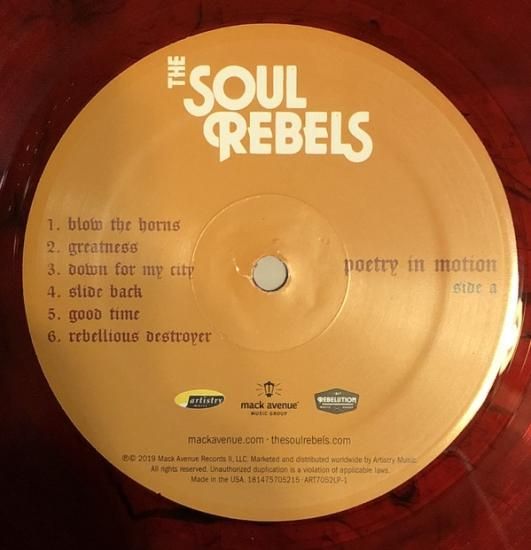 THE
SOUL
REBELS
1. blow the horns
2. greatness
3. down for my city
4. slide back
5. good time
6. rebellious destroyer
poetry in motion
side a
artistry
MUSIC
mack avenue
MUSIC GROUP
REBELUTION
mackavenue.com · thesoulrebels.com
℗© 2019 Mack Avenue Records II, LLC. Marketed and distributed worldwide by Artistry Music.
All rights reserved. Unauthorized duplication is a violation of applicable laws.
Made in the USA. 181475705215 · ART7052LP-1